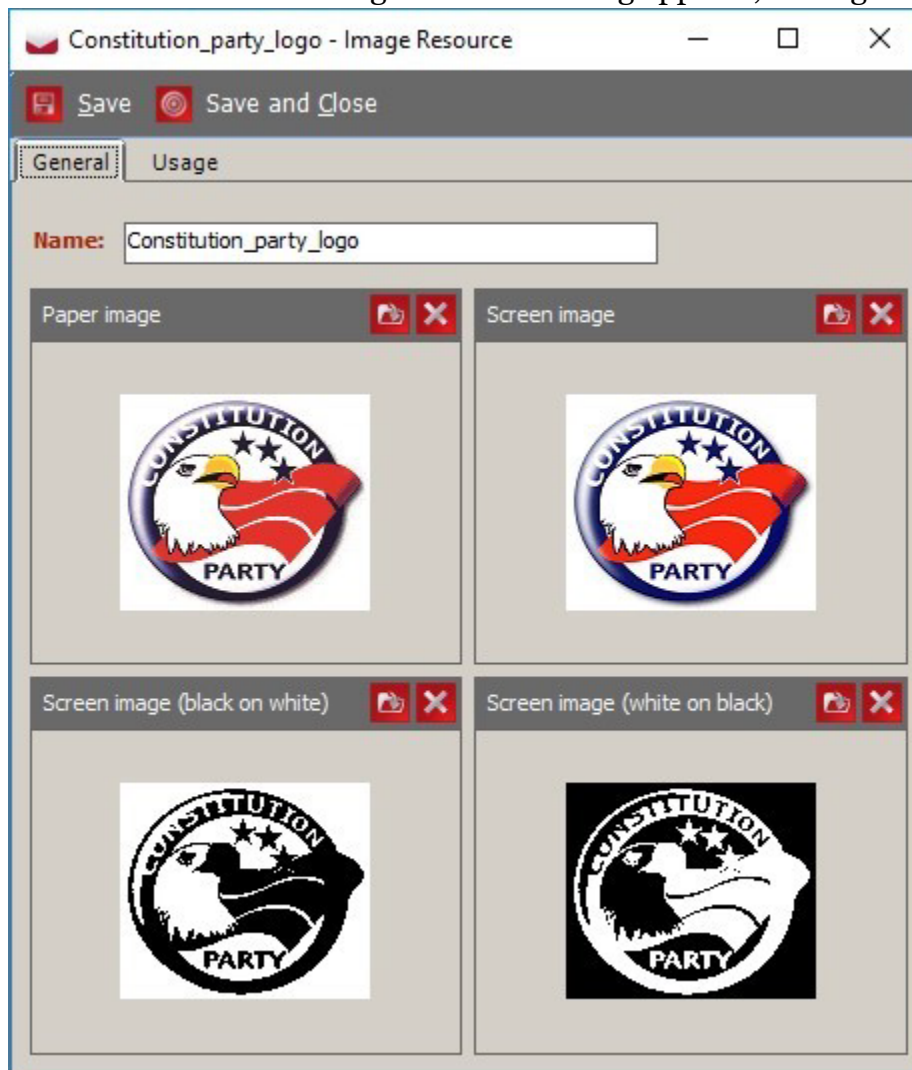 Constitution_party_logo - Image Resource
Save Save and Close
General Usage
Name: Constitution_party_logo
Paper image Screen image
CONSTITUTION CONSTITUTION
PARTY PARTY
Screen image (black on white) Screen image (white on black)
CONSTITUTION CONSTITUTION
PARTY PARTY